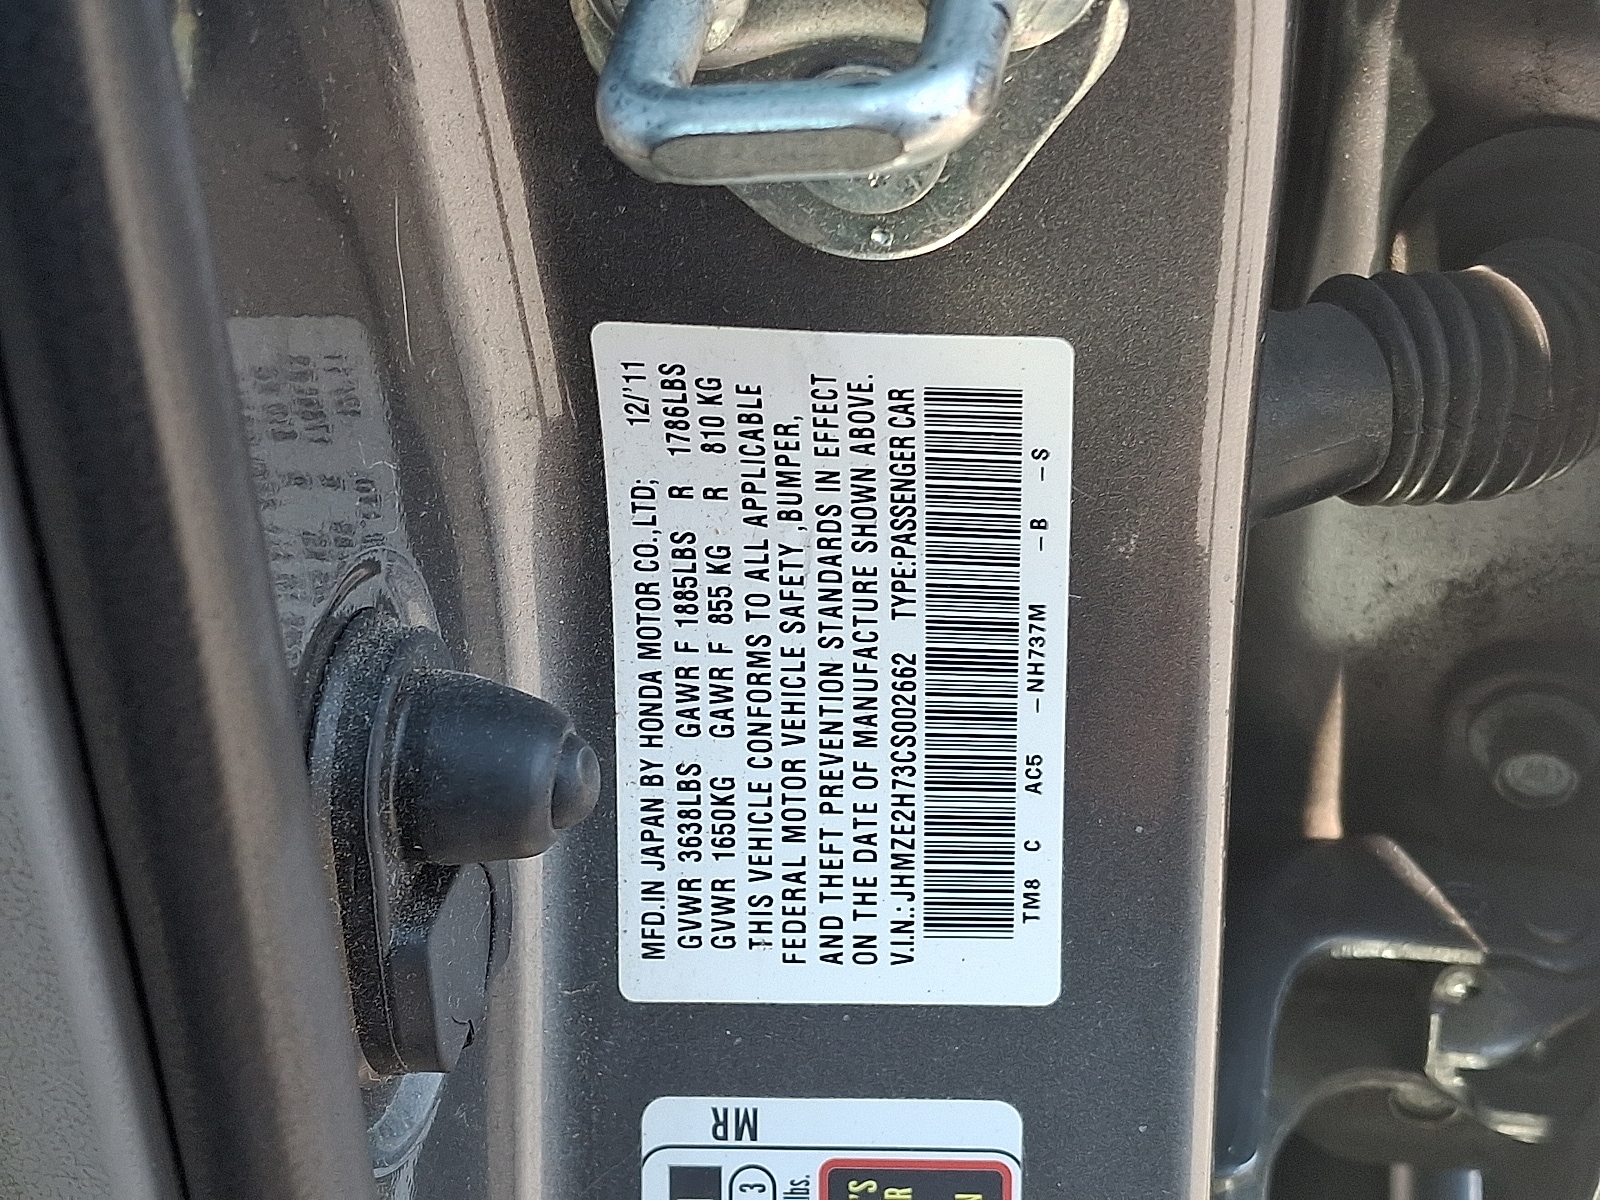 MFD.IN JAPAN BY HONDA MOTOR CO.,LTD; 12/'11
GVWR 3638LBS GAWR F 1885LBS R 1786LBS
GVWR 1650KG GAWR F 855 KG R 810 KG
THIS VEHICLE CONFORMS TO ALL APPLICABLE
FEDERAL MOTOR VEHICLE SAFETY ,BUMPER,
AND THEFT PREVENTION STANDARDS IN EFFECT
ON THE DATE OF MANUFACTURE SHOWN ABOVE.
V.I.N.: JHMZE2H73CS002662 TYPE:PASSENGER CAR
TM8 C AC5 -NH737M -B -S
MR
3
lbs.
'S
R
N